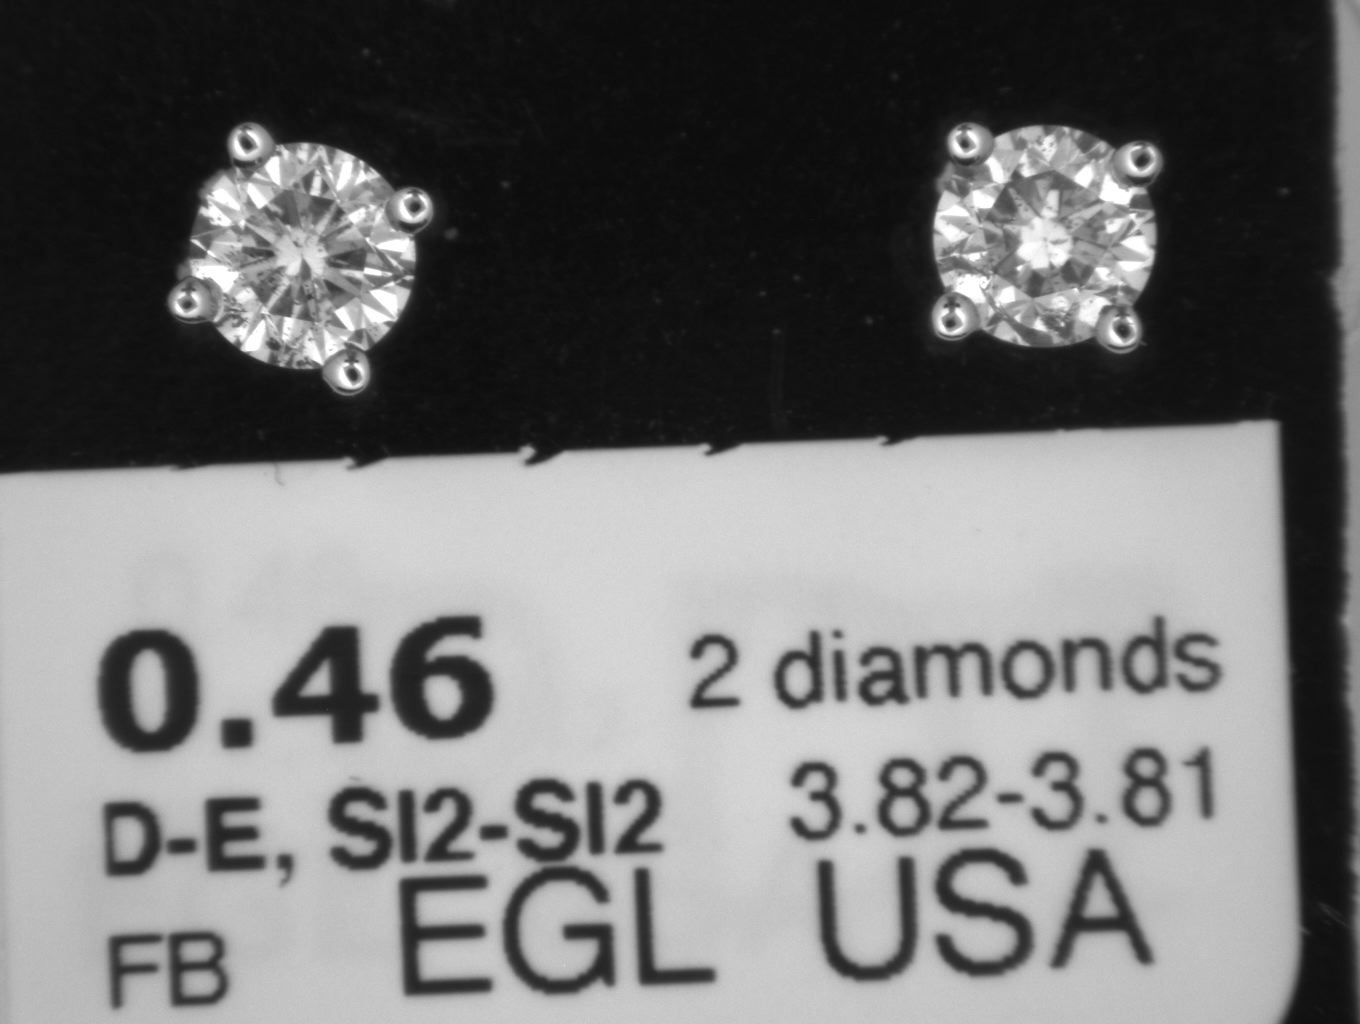 0.46 2 diamonds
D-E, SI2-SI2 3.82-3.81
FB EGL USA